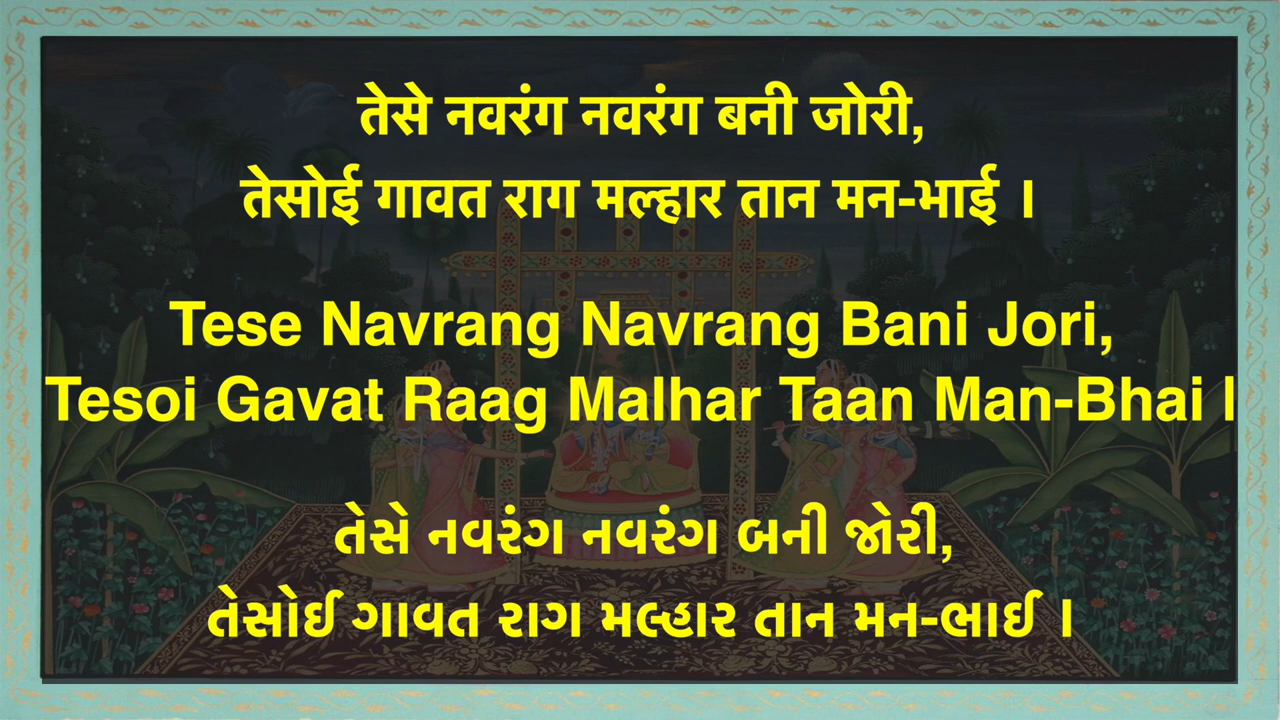 तेसे नवरंग नवरंग बनी जोरी,
तेसोई गावत राग मल्हार तान मन-भाई ।
Tese Navrang Navrang Bani Jori,
Tesoi Gavat Raag Malhar Taan Man-Bhai l
તેસે નવરંગ નવરંગ બની જોરી,
તેસોઈ ગાવત રાગ મલ્હાર તાન મન-ભાઈ ।